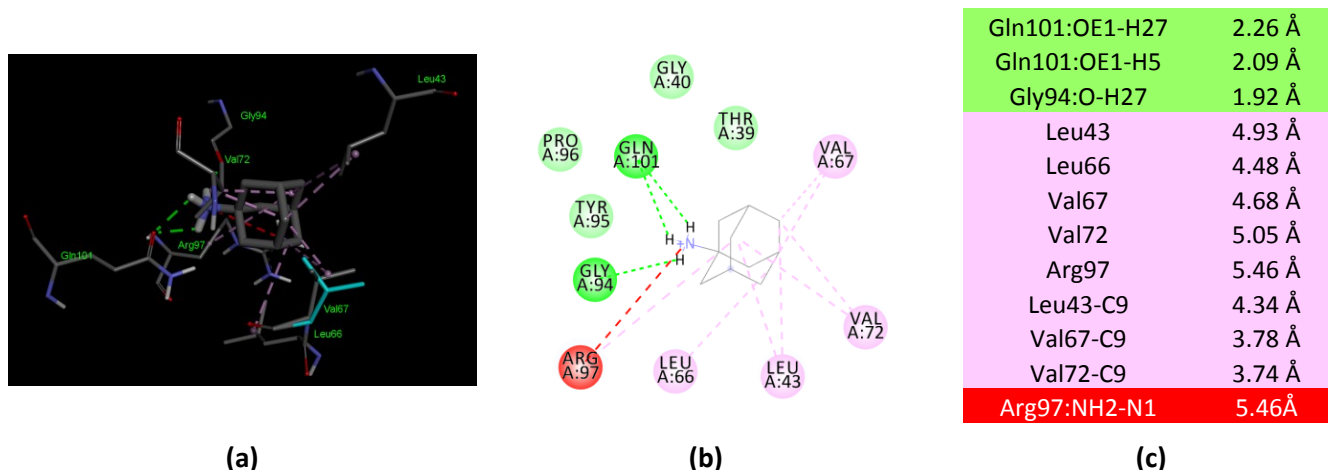 Leu43
Gly94
Val72
Gln101
Arg97
Val67
Leu66
(a)
GLY
A:40
THR
A:39
PRO
A:96
GLN
A:101
VAL
A:67
TYR
A:95
H
H
N
+
H
GLY
A:94
VAL
A:72
ARG
A:97
LEU
A:66
LEU
A:43
(b)
Gln101:OE1-H27 2.26 Å
Gln101:OE1-H5 2.09 Å
Gly94:O-H27 1.92 Å
Leu43 4.93 Å
Leu66 4.48 Å
Val67 4.68 Å
Val72 5.05 Å
Arg97 5.46 Å
Leu43-C9 4.34 Å
Val67-C9 3.78 Å
Val72-C9 3.74 Å
Arg97:NH2-N1 5.46Å
(c)